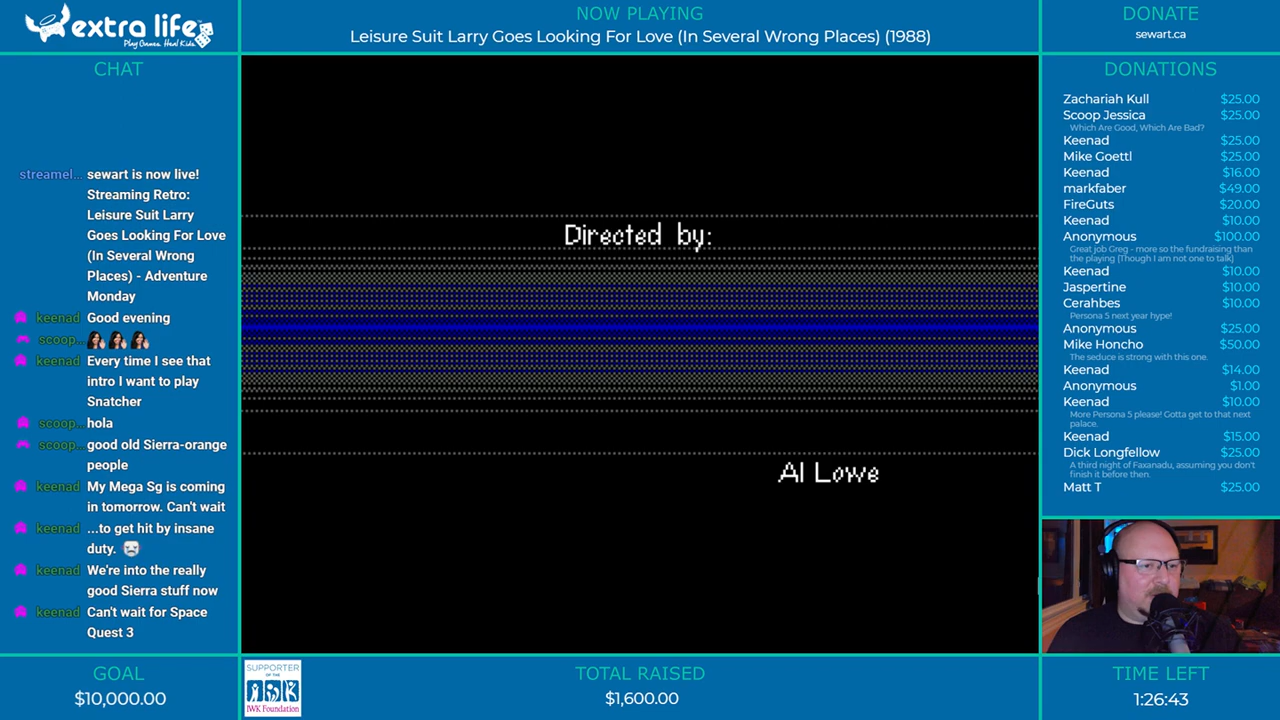 extra life
Play Games. Heal Kids.
NOW PLAYING
Leisure Suit Larry Goes Looking For Love (In Several Wrong Places) (1988)
DONATE
sewart.ca
CHAT
streamel... sewart is now live!
Streaming Retro:
Leisure Suit Larry
Goes Looking For Love
(In Several Wrong
Places) - Adventure
Monday
keenad Good evening
scoop...
keenad Every time I see that
intro I want to play
Snatcher
scoop... hola
scoop... good old Sierra-orange
people
keenad My Mega Sg is coming
in tomorrow. Can't wait
keenad ...to get hit by insane
duty.
keenad We're into the really
good Sierra stuff now
keenad Can't wait for Space
Quest 3
Directed by:
Al Lowe
DONATIONS
Zachariah Kull $25.00
Scoop Jessica $25.00
Which Are Good, Which Are Bad?
Keenad $25.00
Mike Goettl $25.00
Keenad $16.00
markfaber $49.00
FireGuts $20.00
Keenad $10.00
Anonymous $100.00
Great job Greg - more so the fundraising than
the playing (Though I am not one to talk)
Keenad $10.00
Jaspertine $10.00
Cerahbes $10.00
Persona 5 next year hype!
Anonymous $25.00
Mike Honcho $50.00
The seduce is strong with this one.
Keenad $14.00
Anonymous $1.00
Keenad $10.00
More Persona 5 please! Gotta get to that next
palace.
Keenad $15.00
Dick Longfellow $25.00
A third night of Faxanadu, assuming you don't
finish it before then.
Matt T $25.00
GOAL
$10,000.00
SUPPORTER
OF THE
IWK
IWK Foundation
TOTAL RAISED
$1,600.00
TIME LEFT
1:26:43